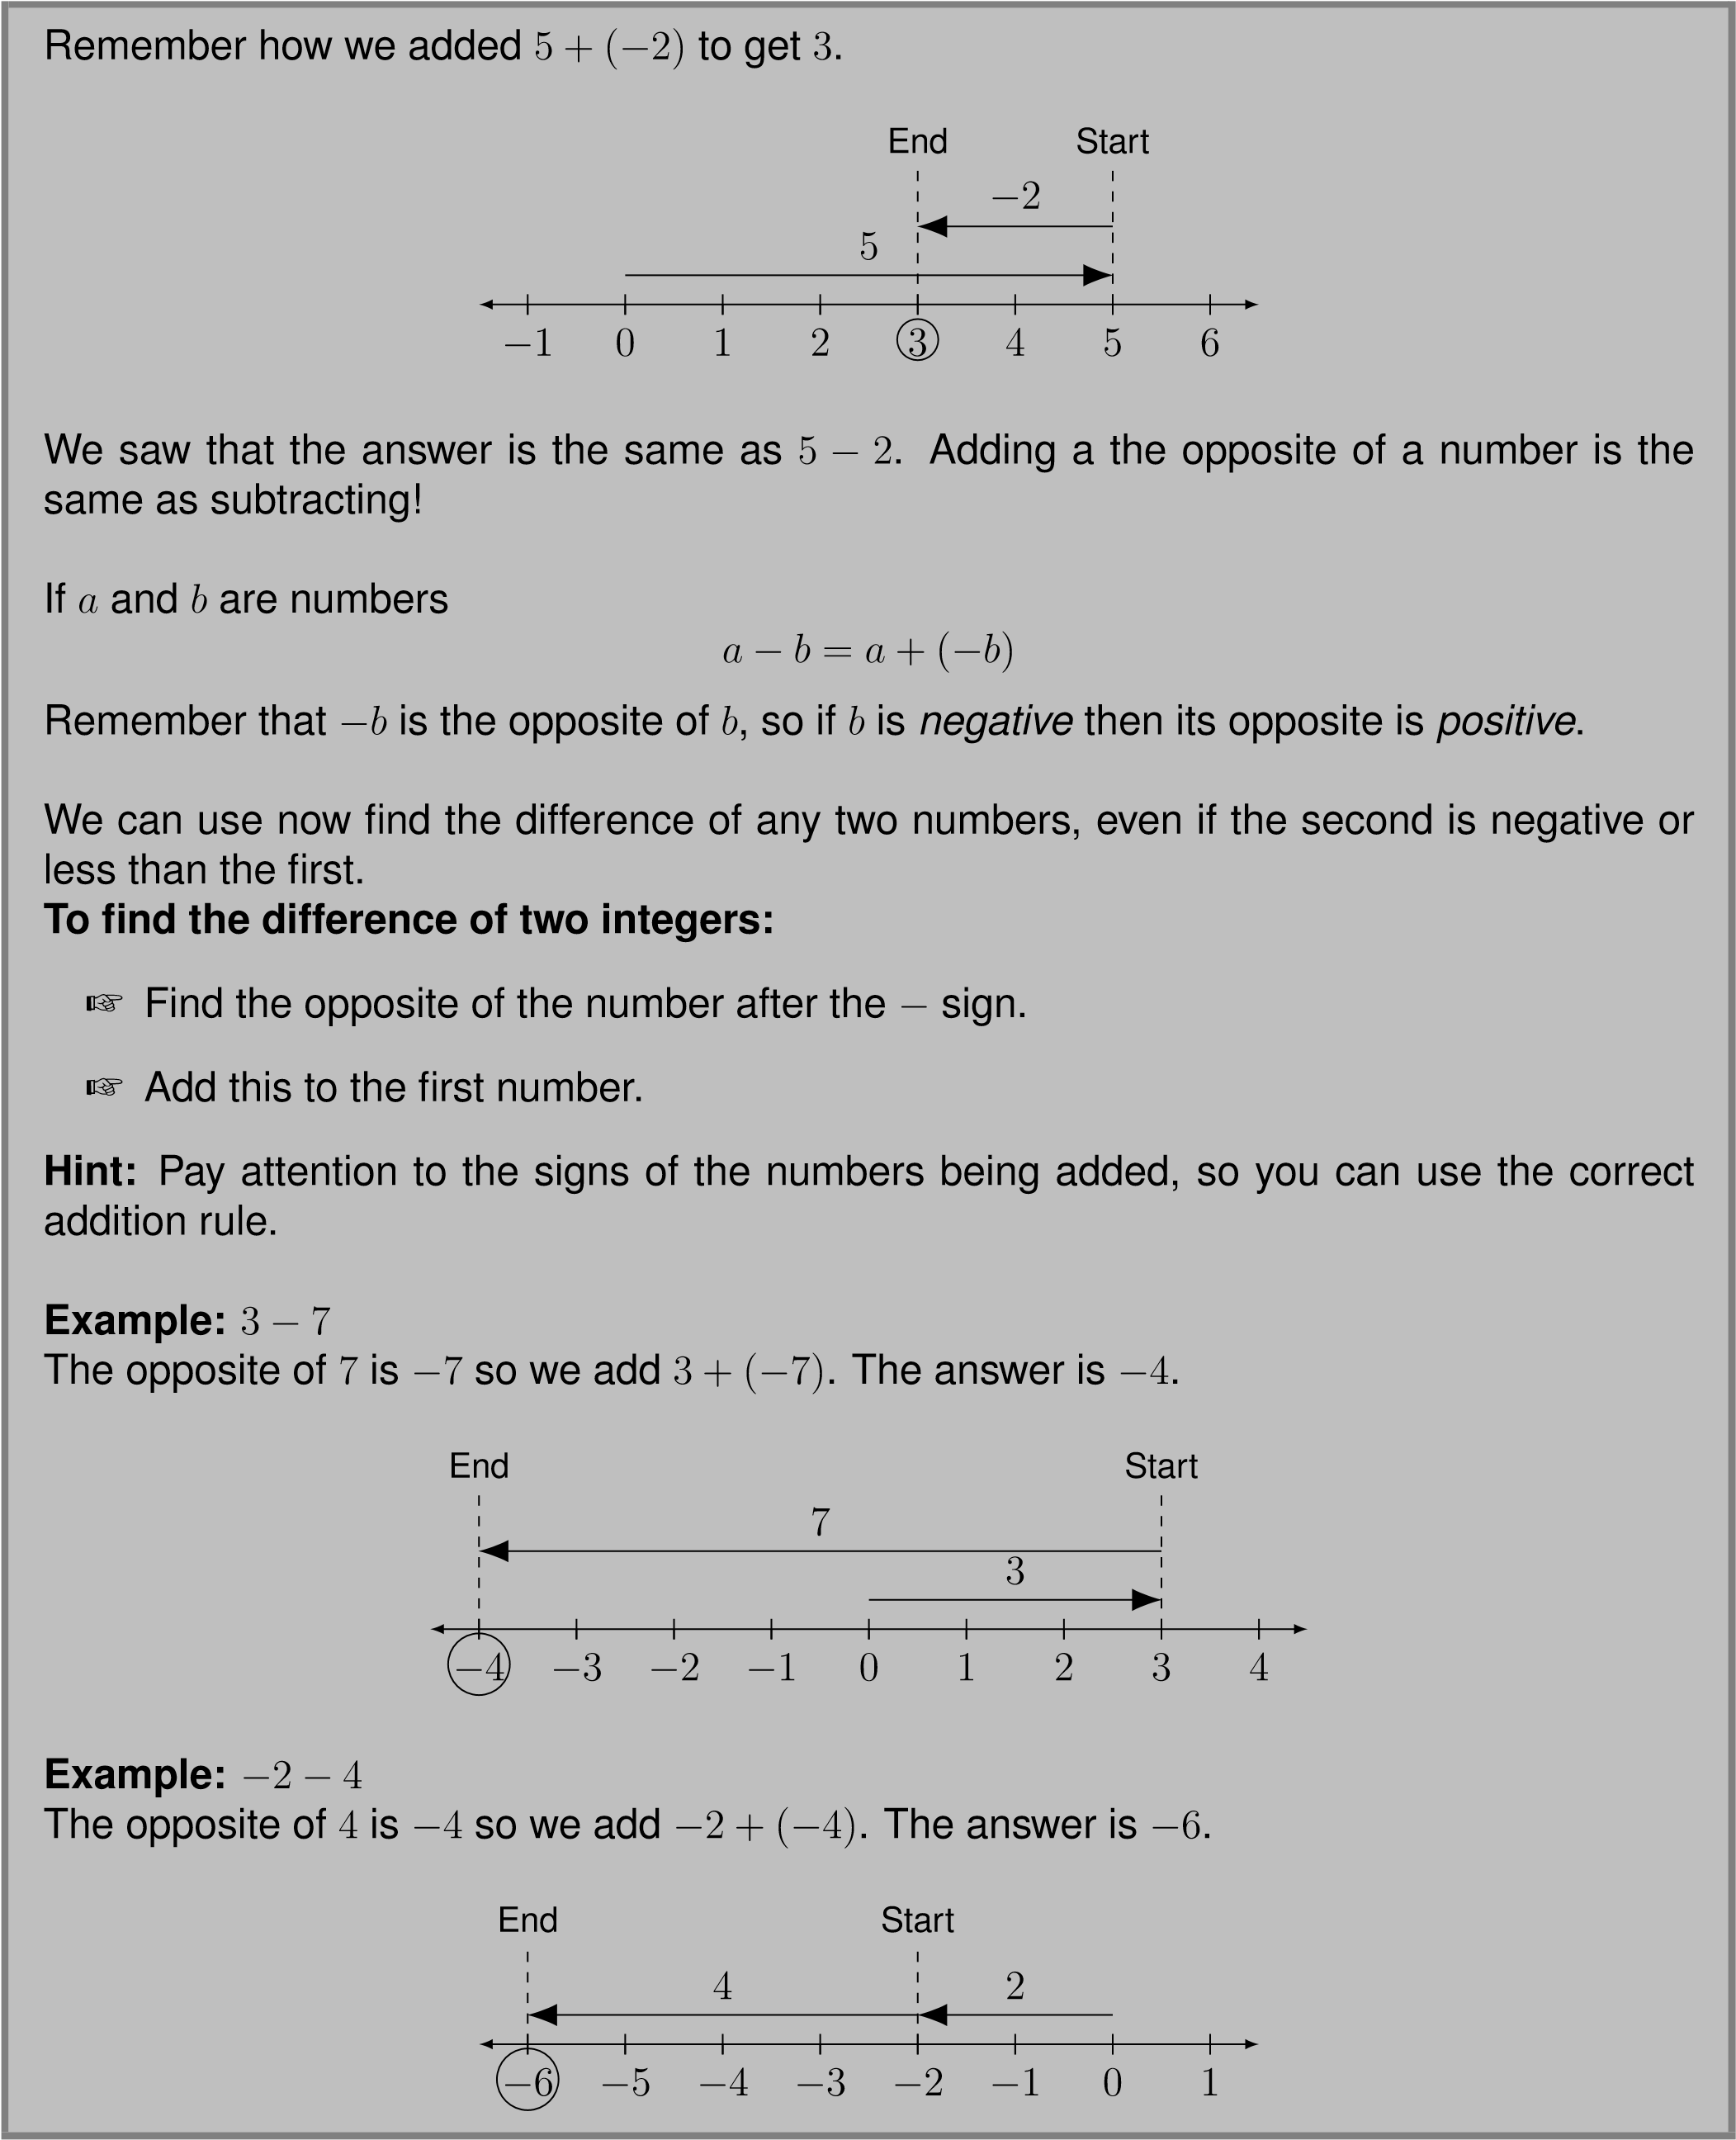 Remember how we added 5 + (−2) to get 3.
End Start
−2
5
−1 0 1 2 3 4 5 6
We saw that the answer is the same as 5 − 2. Adding a the opposite of a number is the
same as subtracting!
If a and b are numbers
a − b = a + (−b)
Remember that −b is the opposite of b, so if b is negative then its opposite is positive.
We can use now find the difference of any two numbers, even if the second is negative or
less than the first.
To find the difference of two integers:
☞ Find the opposite of the number after the − sign.
☞ Add this to the first number.
Hint: Pay attention to the signs of the numbers being added, so you can use the correct
addition rule.
Example: 3 − 7
The opposite of 7 is −7 so we add 3 + (−7). The answer is −4.
End Start
7
3
−4 −3 −2 −1 0 1 2 3 4
Example: −2 − 4
The opposite of 4 is −4 so we add −2 + (−4). The answer is −6.
End Start
4 2
−6 −5 −4 −3 −2 −1 0 1